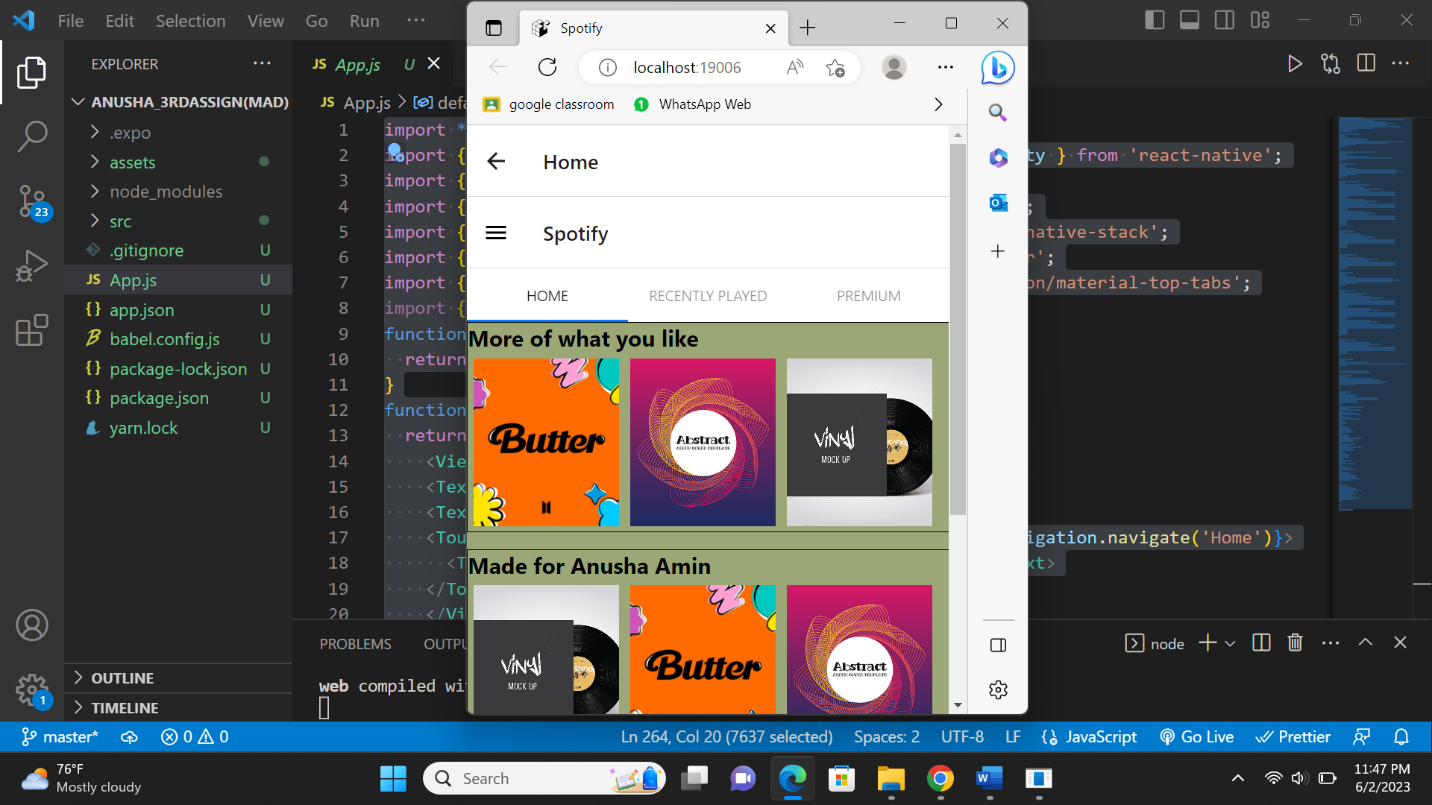 File Edit Selection View Go Run ···
Spotify
localhost:19006
google classroom WhatsApp Web
EXPLORER ···
ANUSHA_3RDASSIGN(MAD)
.expo
assets
node_modules
src
.gitignore U
JS App.js U
{} app.json U
babel.config.js U
{} package-lock.json U
{} package.json U
yarn.lock U
OUTLINE
TIMELINE
23
1
JS App.js U
JS App.js > defa
1 import *
2 import { ty } from 'react-native';
3 import {
4 import { ;
5 import { native-stack';
6 import { r';
7 import { on/material-top-tabs';
8 import {
9 function
10 return
11 }
12 function
13 return
14 <Vie
15 <Tex
16 <Tex
17 <Tou igation.navigate('Home')}>
18 <T xt>
19 </To
20 </Vi
Home
Spotify
HOME RECENTLY PLAYED PREMIUM
More of what you like
Butter
Abstract
VINYL
MOCK UP
Made for Anusha Amin
VINYL
MOCK UP
Butter
Abstract
PROBLEMS OUTPU
node
web compiled wi
master* 0 0 Ln 264, Col 20 (7637 selected) Spaces: 2 UTF-8 LF JavaScript Go Live Prettier
76°F
Mostly cloudy
Search
11:47 PM
6/2/2023